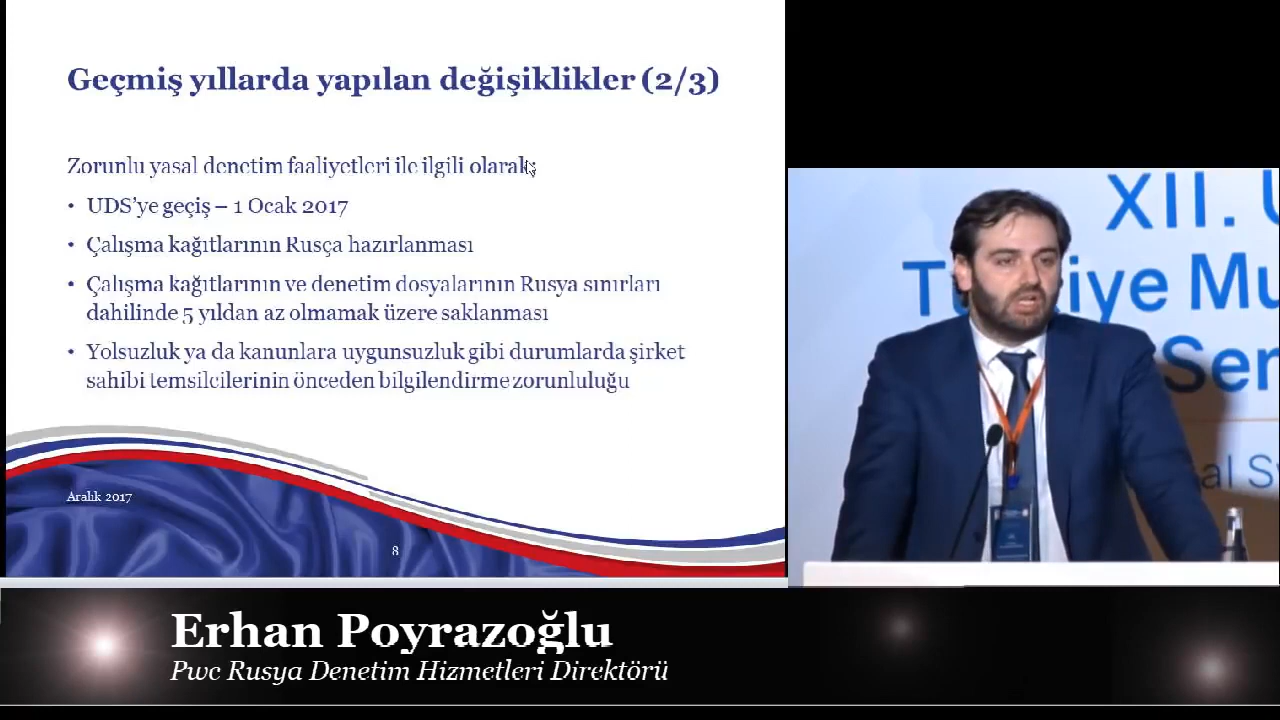 Geçmiş yıllarda yapılan değişiklikler (2/3)
Zorunlu yasal denetim faaliyetleri ile ilgili olarak:
• UDS’ye geçiş – 1 Ocak 2017
• Çalışma kağıtlarının Rusça hazırlanması
• Çalışma kağıtlarının ve denetim dosyalarının Rusya sınırları
dahilinde 5 yıldan az olmamak üzere saklanması
• Yolsuzluk ya da kanunlara uygunsuzluk gibi durumlarda şirket
sahibi temsilcilerinin önceden bilgilendirme zorunluluğu
Aralık 2017
8
XII. U
Türkiye Mu
Sen
al S
Erhan Poyrazoğlu
Pwc Rusya Denetim Hizmetleri Direktörü